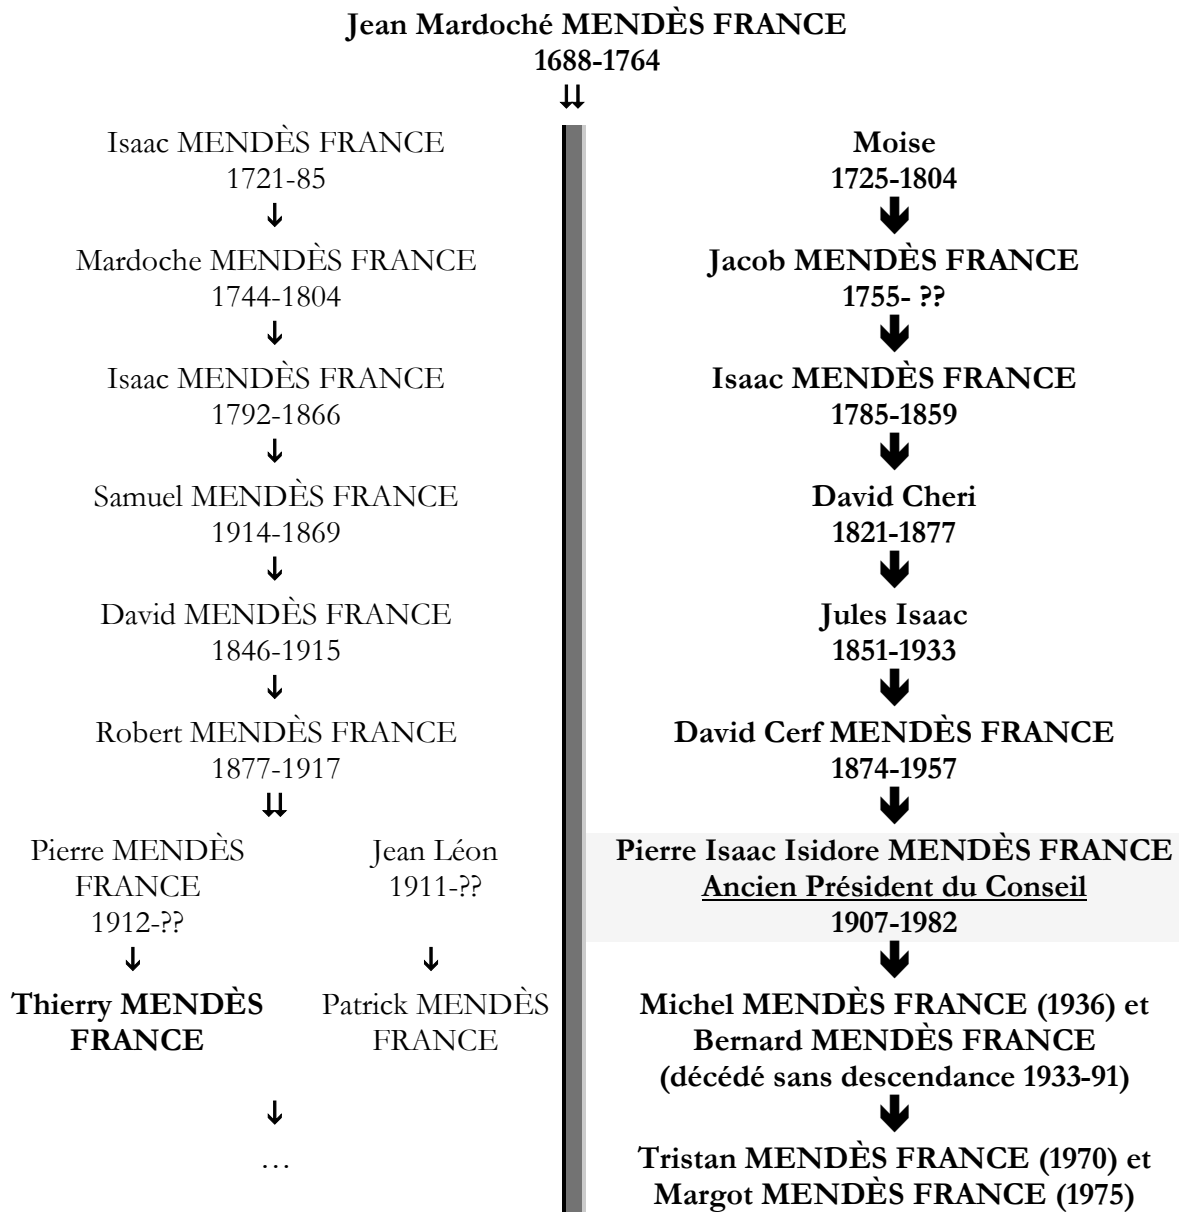 Jean Mardoché MENDÈS FRANCE
1688-1764
Isaac MENDÈS FRANCE
1721-85
Mardoche MENDÈS FRANCE
1744-1804
Isaac MENDÈS FRANCE
1792-1866
Samuel MENDÈS FRANCE
1914-1869
David MENDÈS FRANCE
1846-1915
Robert MENDÈS FRANCE
1877-1917
Pierre MENDÈS
FRANCE
1912-??
Thierry MENDÈS
FRANCE
Jean Léon
1911-??
Patrick MENDÈS
FRANCE
…
Moise
1725-1804
Jacob MENDÈS FRANCE
1755- ??
Isaac MENDÈS FRANCE
1785-1859
David Cheri
1821-1877
Jules Isaac
1851-1933
David Cerf MENDÈS FRANCE
1874-1957
Pierre Isaac Isidore MENDÈS FRANCE
Ancien Président du Conseil
1907-1982
Michel MENDÈS FRANCE (1936) et
Bernard MENDÈS FRANCE
(décédé sans descendance 1933-91)
Tristan MENDÈS FRANCE (1970) et
Margot MENDÈS FRANCE (1975)